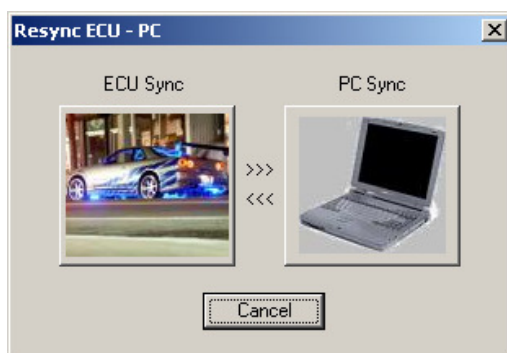 Resync ECU - PC
ECU Sync
PC Sync
>>>
<<<
Cancel